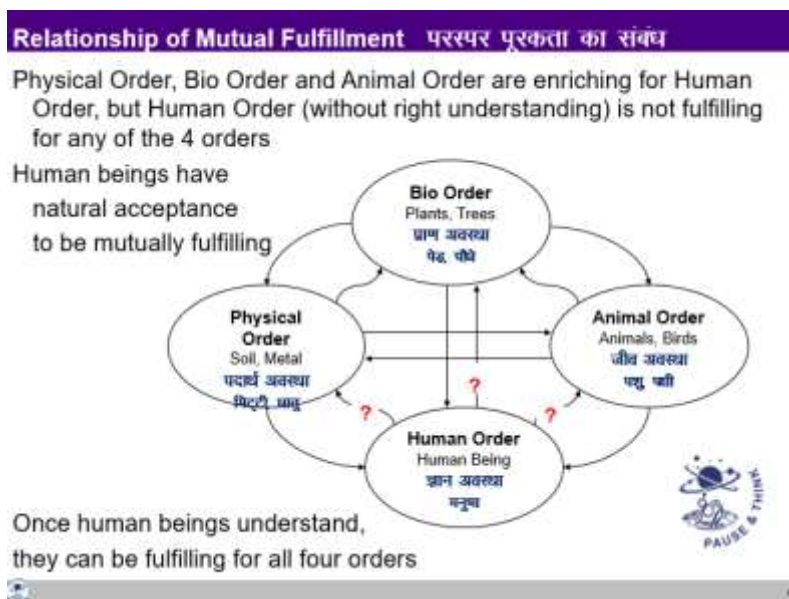 Relationship of Mutual Fulfillment परस्पर पूरकता का संबंध
Physical Order, Bio Order and Animal Order are enriching for Human
Order, but Human Order (without right understanding) is not fulfilling
for any of the 4 orders
Human beings have
natural acceptance
to be mutually fulfilling
Bio Order
Plants, Trees
प्राण अवस्था
पेड़, पौधे
Physical
Order
Soil, Metal
पदार्थ अवस्था
मिट्टी, धातु
Animal Order
Animals, Birds
जीव अवस्था
पशु, पक्षी
?
?
?
Human Order
Human Being
ज्ञान अवस्था
मनुष्य
PAUSE & THINK
Once human beings understand,
they can be fulfilling for all four orders